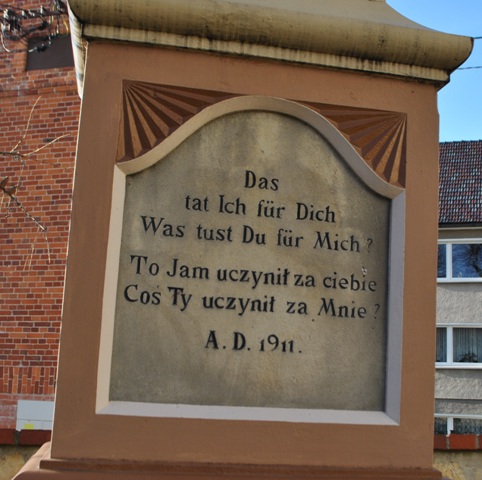 Das
tat Ich für Dich
Was tust Du für Mich?
To Jam uczynił za ciebie
Coś Ty uczynił za Mnie?
A.D. 1911.